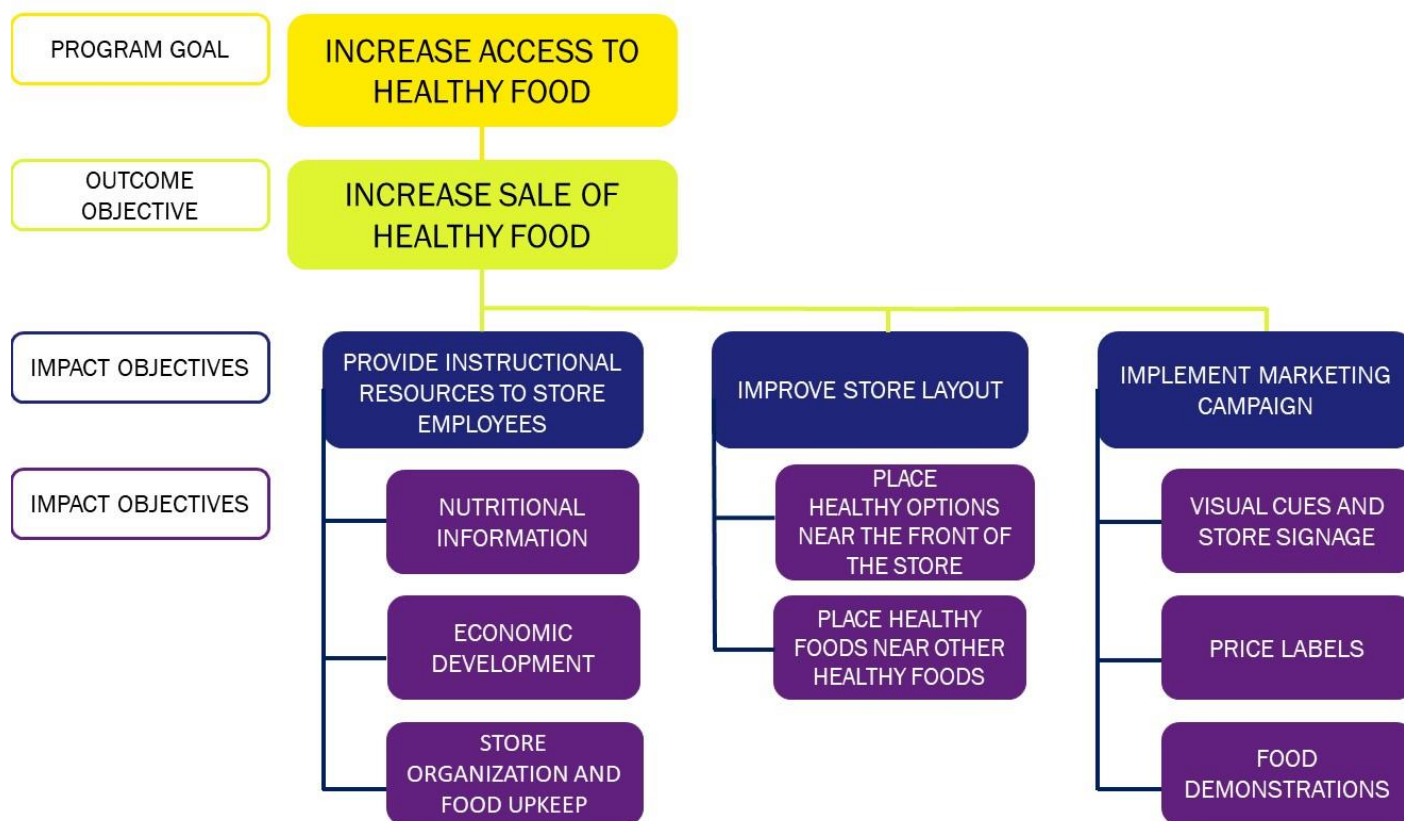 PROGRAM GOAL
INCREASE ACCESS TO
HEALTHY FOOD
OUTCOME
OBJECTIVE
INCREASE SALE OF
HEALTHY FOOD
IMPACT OBJECTIVES
PROVIDE INSTRUCTIONAL
RESOURCES TO STORE
EMPLOYEES
IMPROVE STORE LAYOUT
IMPLEMENT MARKETING
CAMPAIGN
IMPACT OBJECTIVES
NUTRITIONAL
INFORMATION
PLACE
HEALTHY OPTIONS
NEAR THE FRONT OF
THE STORE
VISUAL CUES AND
STORE SIGNAGE
ECONOMIC
DEVELOPMENT
PLACE HEALTHY
FOODS NEAR OTHER
HEALTHY FOODS
PRICE LABELS
STORE
ORGANIZATION AND
FOOD UPKEEP
FOOD
DEMONSTRATIONS